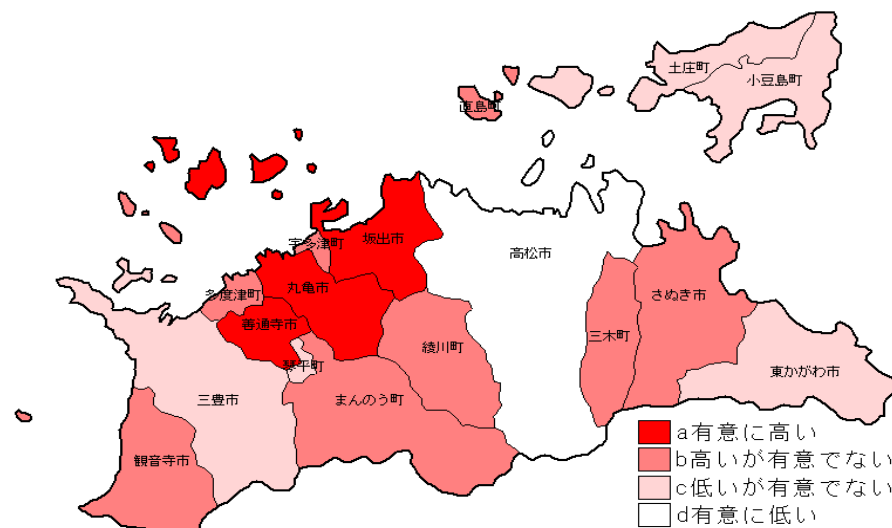 土庄町
小豆島町
直島町
宇多津町
坂出市
高松市
多度津町
丸亀市
さぬき市
善通寺市
三木町
綾川町
琴平町
東かがわ市
三豊市
まんのう町
観音寺市
a有意に高い
b高いが有意でない
c低いが有意でない
d有意に低い